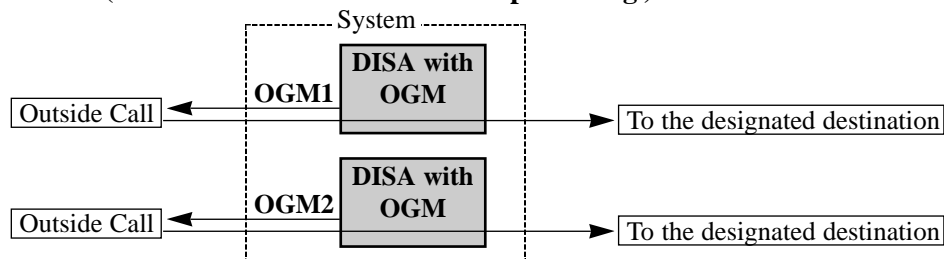 System
DISA with
OGM
OGM1
Outside Call
To the designated destination
DISA with
OGM
OGM2
Outside Call
To the designated destination